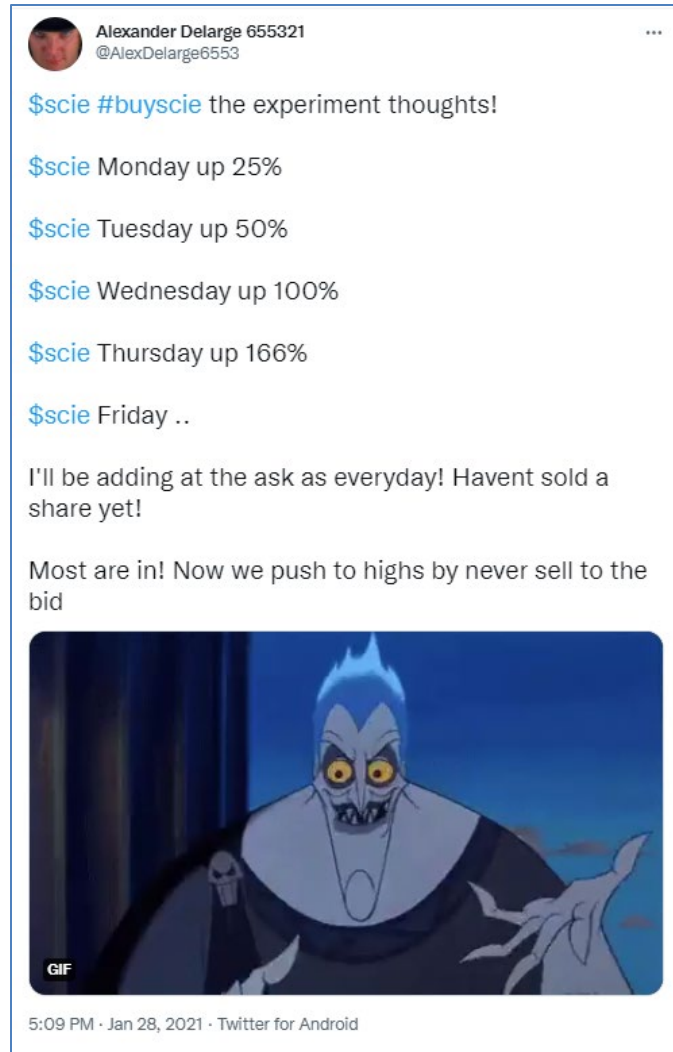 Alexander Delarge 655321
@AlexDelarge6553
$scie #buyscie the experiment thoughts!
$scie Monday up 25%
$scie Tuesday up 50%
$scie Wednesday up 100%
$scie Thursday up 166%
$scie Friday ..
I'll be adding at the ask as everyday! Havent sold a
share yet!
Most are in! Now we push to highs by never sell to the
bid
GIF
5:09 PM · Jan 28, 2021 · Twitter for Android